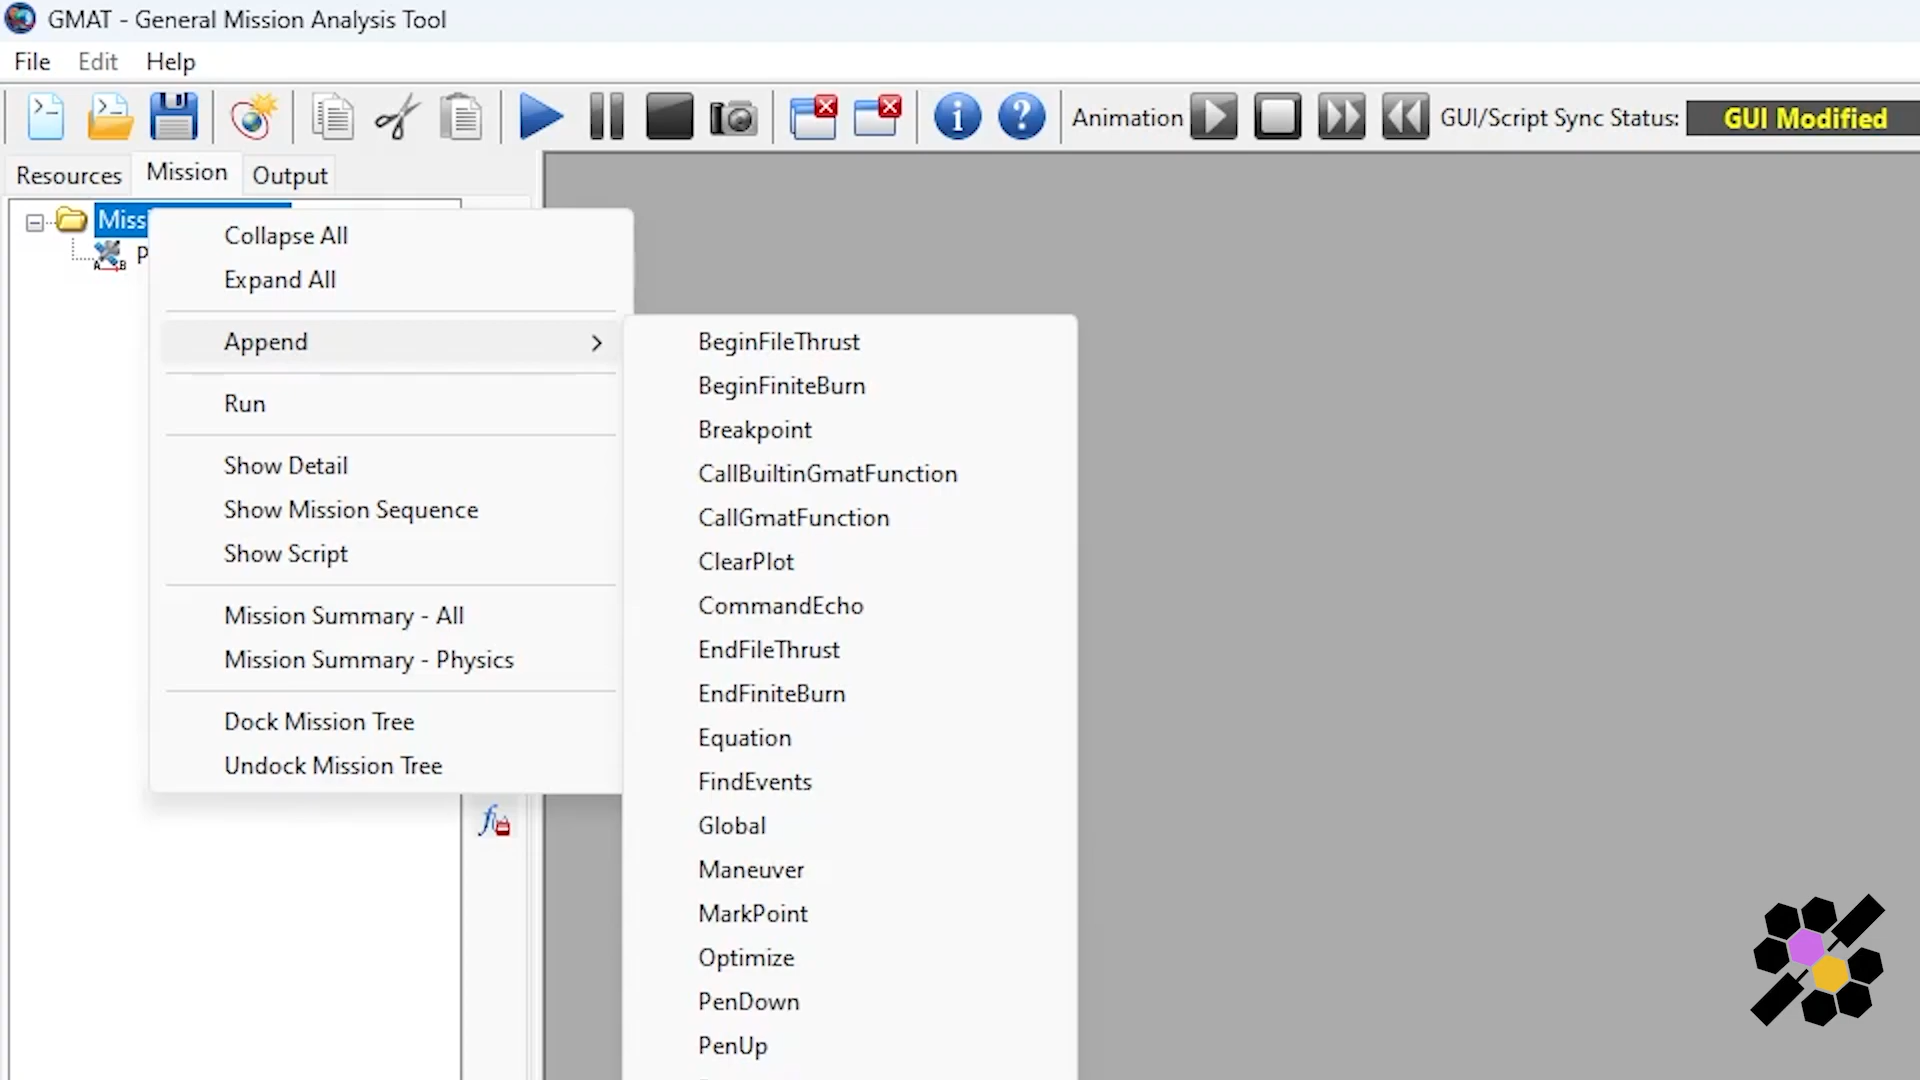 GMAT - General Mission Analysis Tool
File Edit Help
Animation GUI/Script Sync Status: GUI Modified
Resources Mission Output
Miss
P
A B
Collapse All
Expand All
Append
Run
Show Detail
Show Mission Sequence
Show Script
Mission Summary - All
Mission Summary - Physics
Dock Mission Tree
Undock Mission Tree
BeginFileThrust
BeginFiniteBurn
Breakpoint
CallBuiltinGmatFunction
CallGmatFunction
ClearPlot
CommandEcho
EndFileThrust
EndFiniteBurn
Equation
FindEvents
Global
Maneuver
MarkPoint
Optimize
PenDown
PenUp